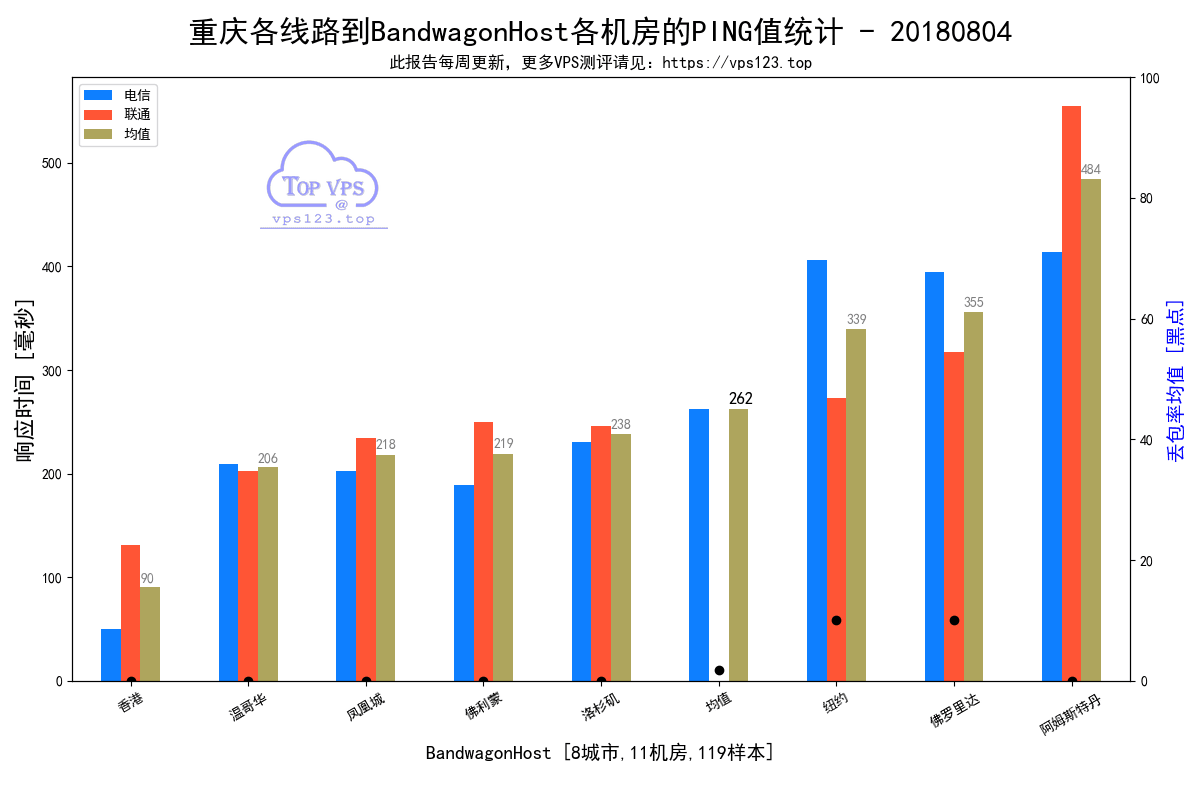 重庆各线路到BandwagonHost各机房的PING值统计 - 20180804
此报告每周更新，更多VPS测评请见：https://vps123.top
电信
联通
均值
TOP VPS
@
vps123.top
响应时间 [毫秒]
500
400
300
200
100
0
100
80
60
40
20
0
丢包率均值 [黑点]
90
206
218
219
238
262
339
355
484
香港
温哥华
凤凰城
佛利蒙
洛杉矶
均值
纽约
佛罗里达
阿姆斯特丹
BandwagonHost [8城市,11机房,119样本]